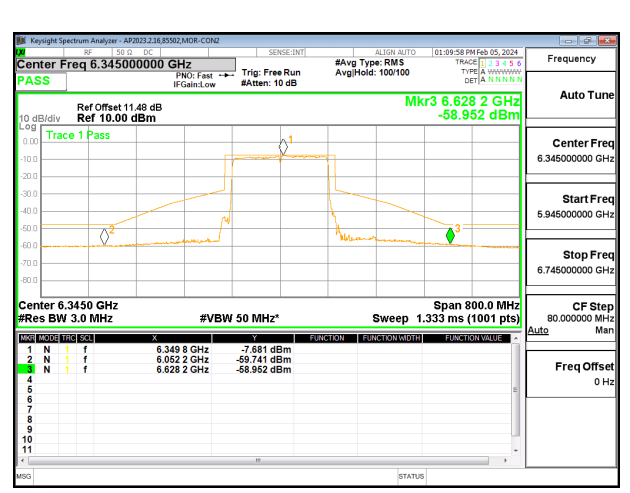 Keysight Spectrum Analyzer - AP2023.2.16,85502,MOR-CON2
LXI RF 50 Ω DC SENSE:INT ALIGN AUTO 01:09:58 PM Feb 05, 2024
Center Freq 6.345000000 GHz #Avg Type: RMS TRACE 1 2 3 4 5 6
PASS PNO: Fast Trig: Free Run Avg|Hold: 100/100 TYPE A WWWWW
IFGain:Low #Atten: 10 dB DET A N N N N N
Ref Offset 11.48 dB Mkr3 6.628 2 GHz
10 dB/div Ref 10.00 dBm -58.952 dBm
Log
Trace 1 Pass
0.00
-10.0
-20.0
-30.0
-40.0
-50.0
-60.0
-70.0
-80.0
1
2
3
Center 6.3450 GHz Span 800.0 MHz
#Res BW 3.0 MHz #VBW 50 MHz* Sweep 1.333 ms (1001 pts)
MKR MODE TRC SCL X Y FUNCTION FUNCTION WIDTH FUNCTION VALUE
1 N 1 f 6.349 8 GHz -7.681 dBm
2 N 1 f 6.052 2 GHz -59.741 dBm
3 N 1 f 6.628 2 GHz -58.952 dBm
4
5
6
7
8
9
10
11
MSG STATUS
Frequency
Auto Tune
Center Freq
6.345000000 GHz
Start Freq
5.945000000 GHz
Stop Freq
6.745000000 GHz
CF Step
80.000000 MHz
Auto Man
Freq Offset
0 Hz